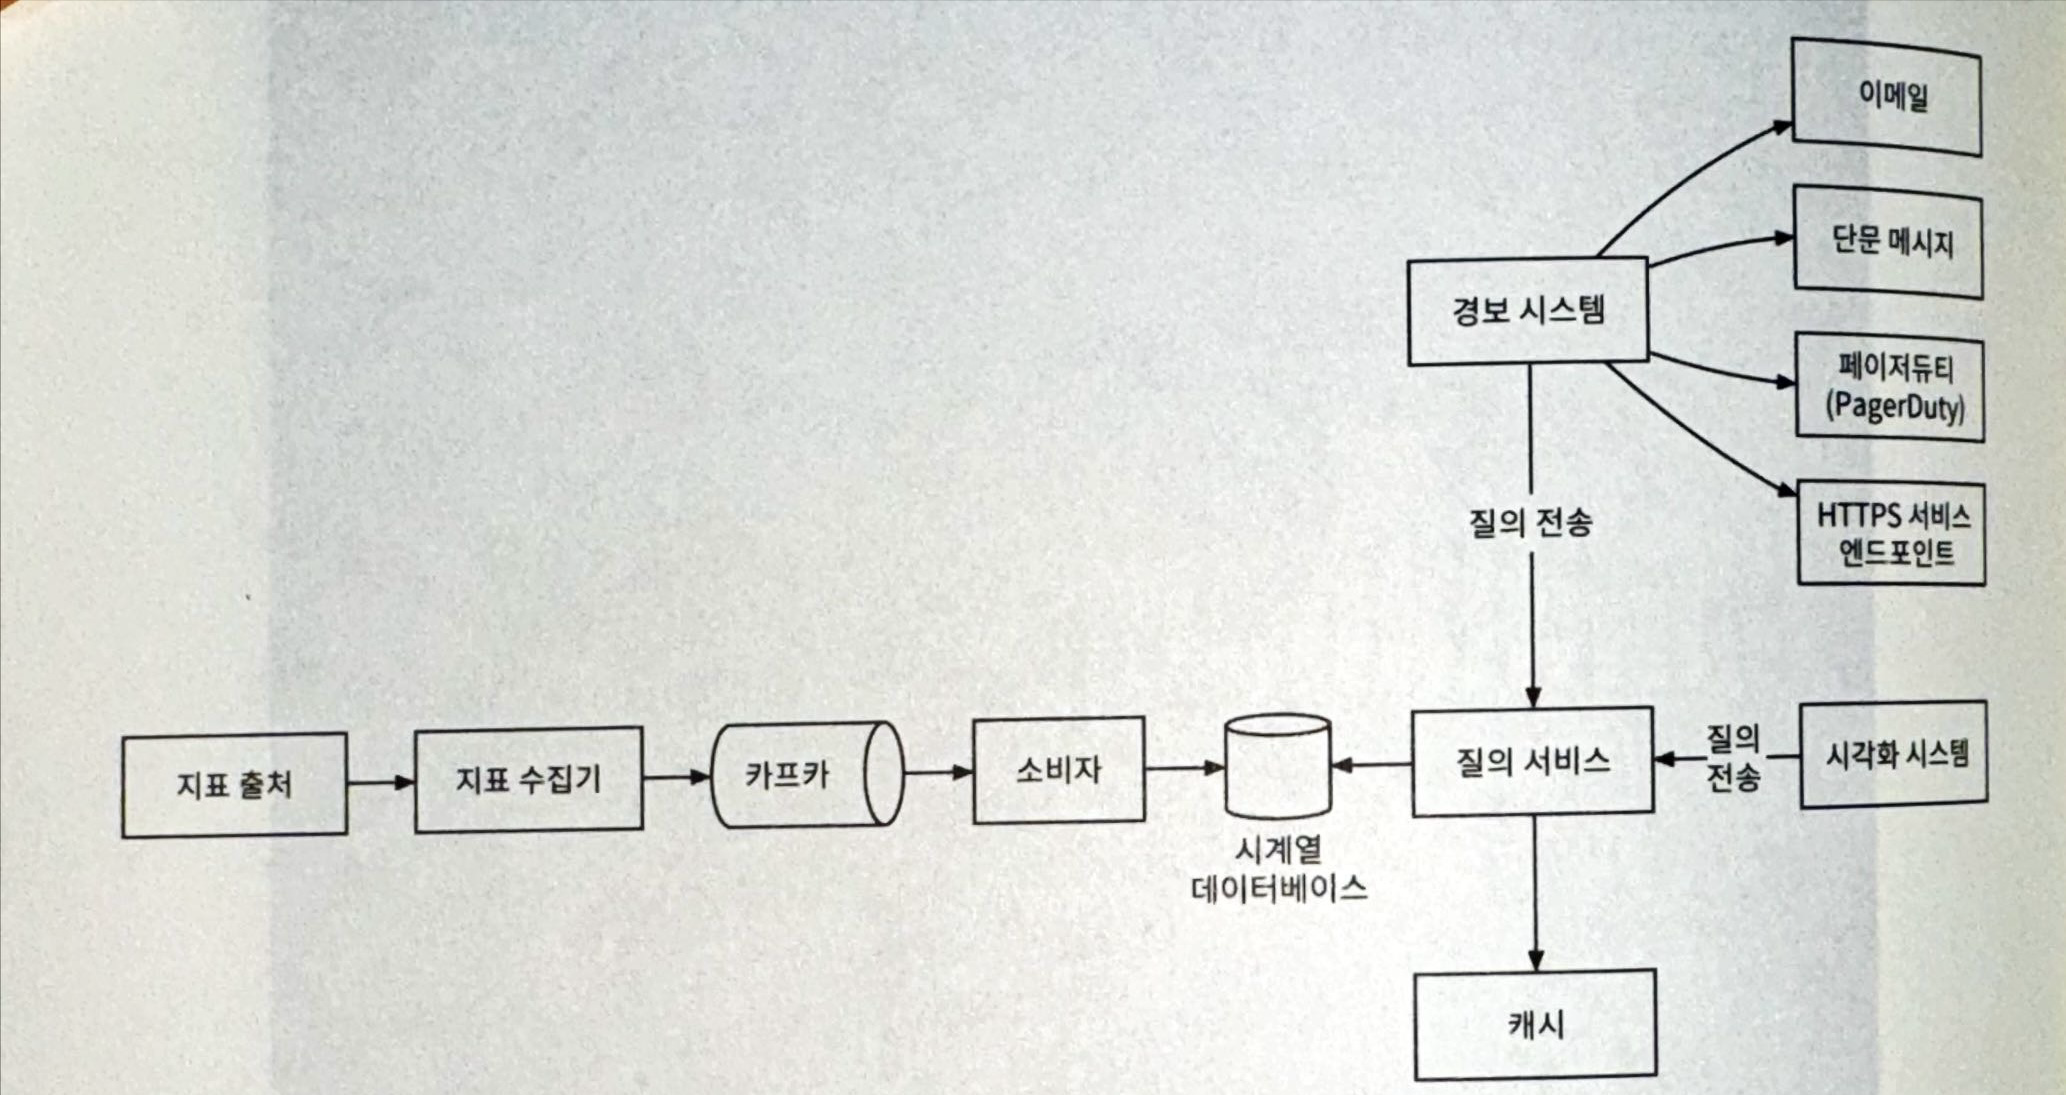 이메일
단문 메시지
경보 시스템
페이저듀티
(PagerDuty)
질의 전송
HTTPS 서비스
엔드포인트
지표 출처
지표 수집기
카프카
소비자
시계열
데이터베이스
질의 서비스
질의
전송
시각화 시스템
캐시